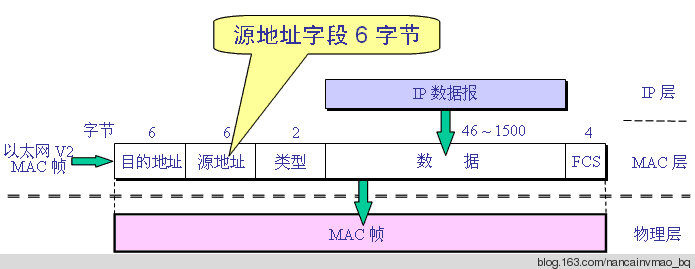 源地址字段 6 字节
IP 数据报
IP 层
字节
6
6
2
46～1500
4
以太网 V2
MAC 帧
目的地址
源地址
类型
数 据
FCS
MAC 层
MAC 帧
物理层
blog.163.com/nancainvmao_bq